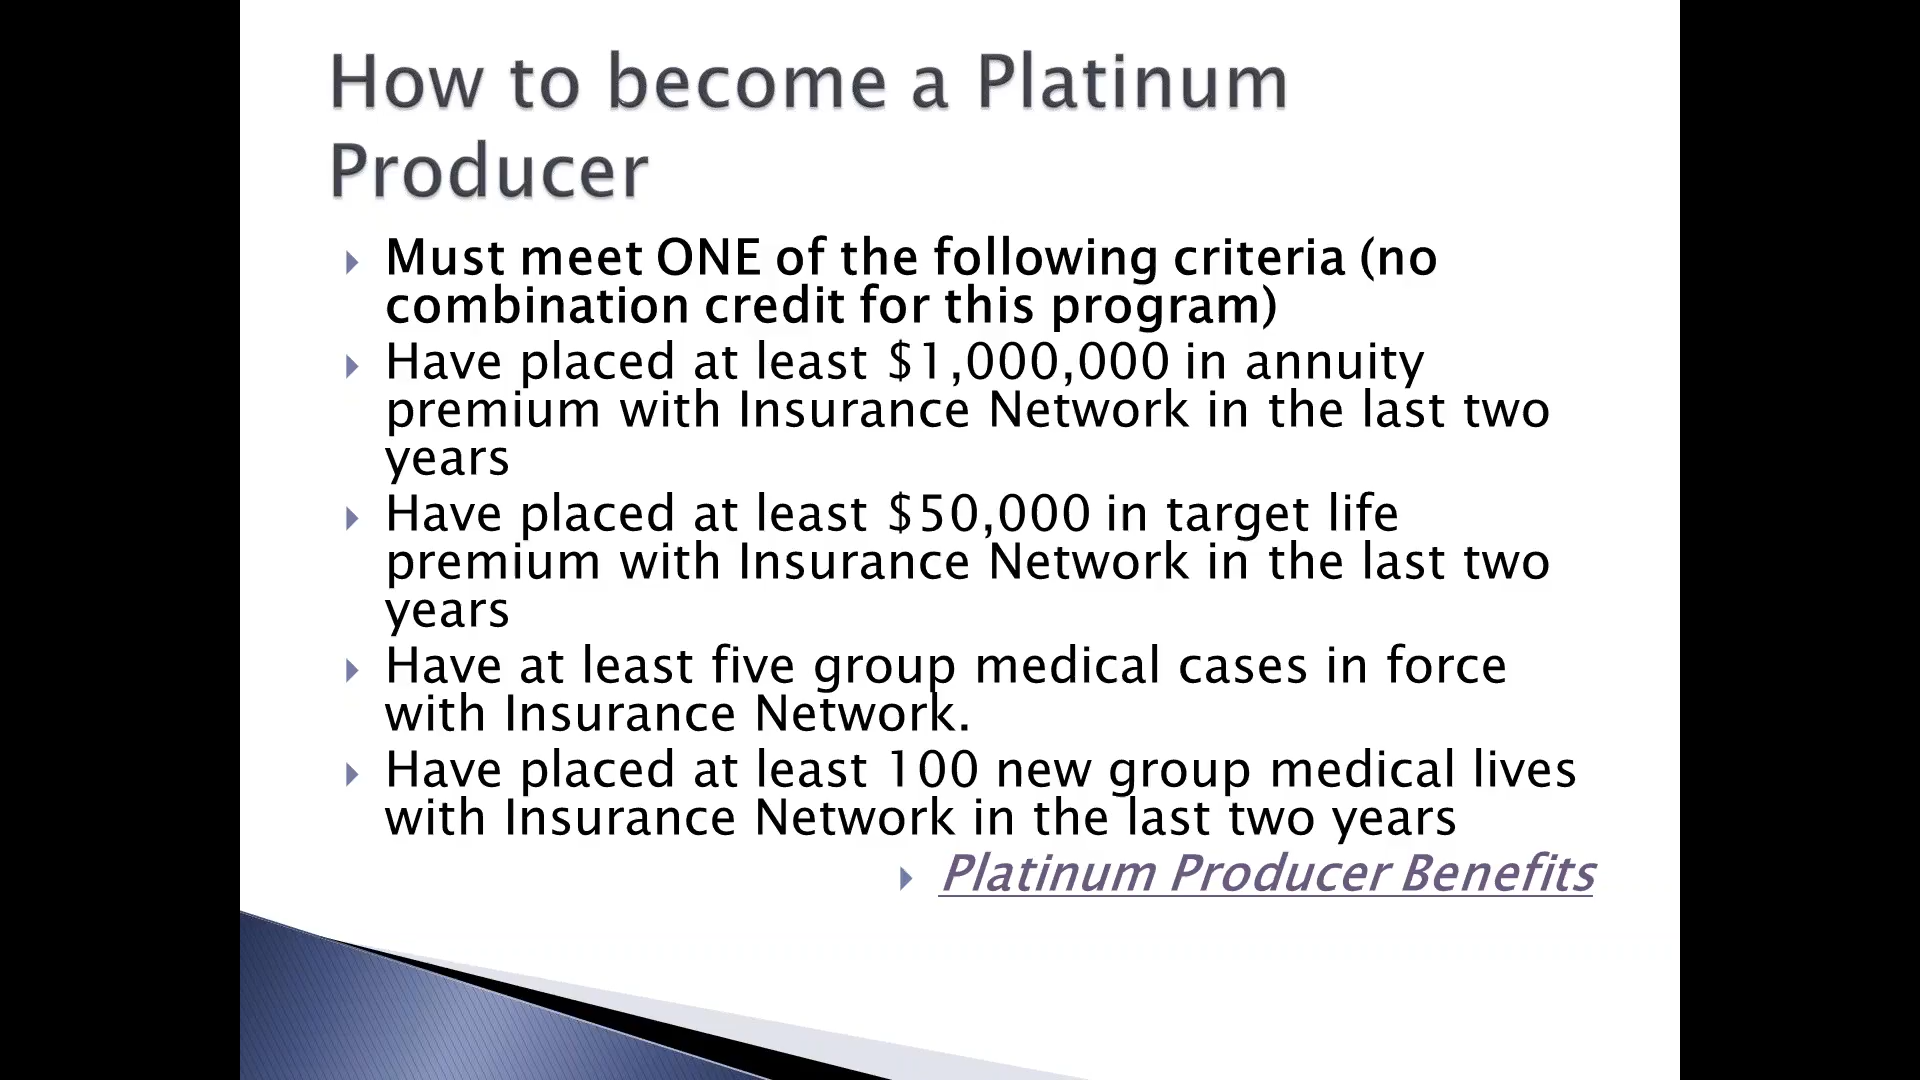 How to become a Platinum
Producer
Must meet ONE of the following criteria (no
combination credit for this program)
Have placed at least $1,000,000 in annuity
premium with Insurance Network in the last two
years
Have placed at least $50,000 in target life
premium with Insurance Network in the last two
years
Have at least five group medical cases in force
with Insurance Network.
Have placed at least 100 new group medical lives
with Insurance Network in the last two years
Platinum Producer Benefits